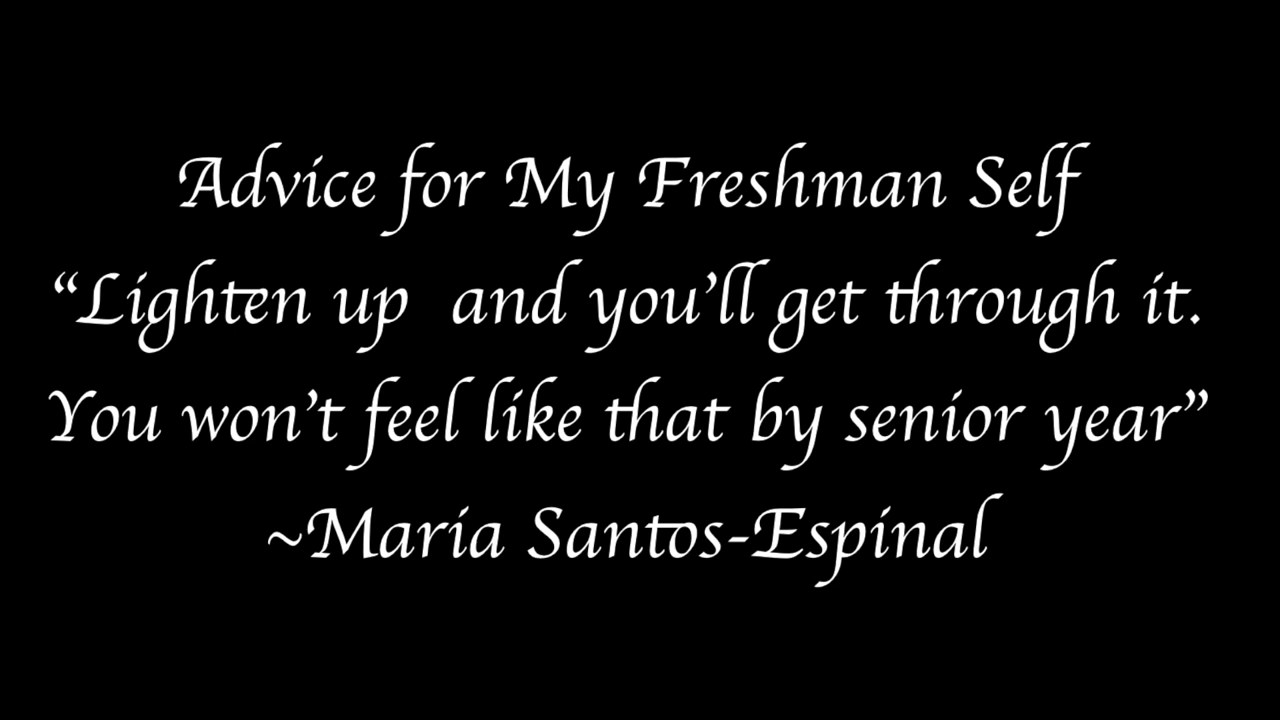 Advice for My Freshman Self
“Lighten up  and you’ll get through it.
You won’t feel like that by senior year”
~Maria Santos-Espinal